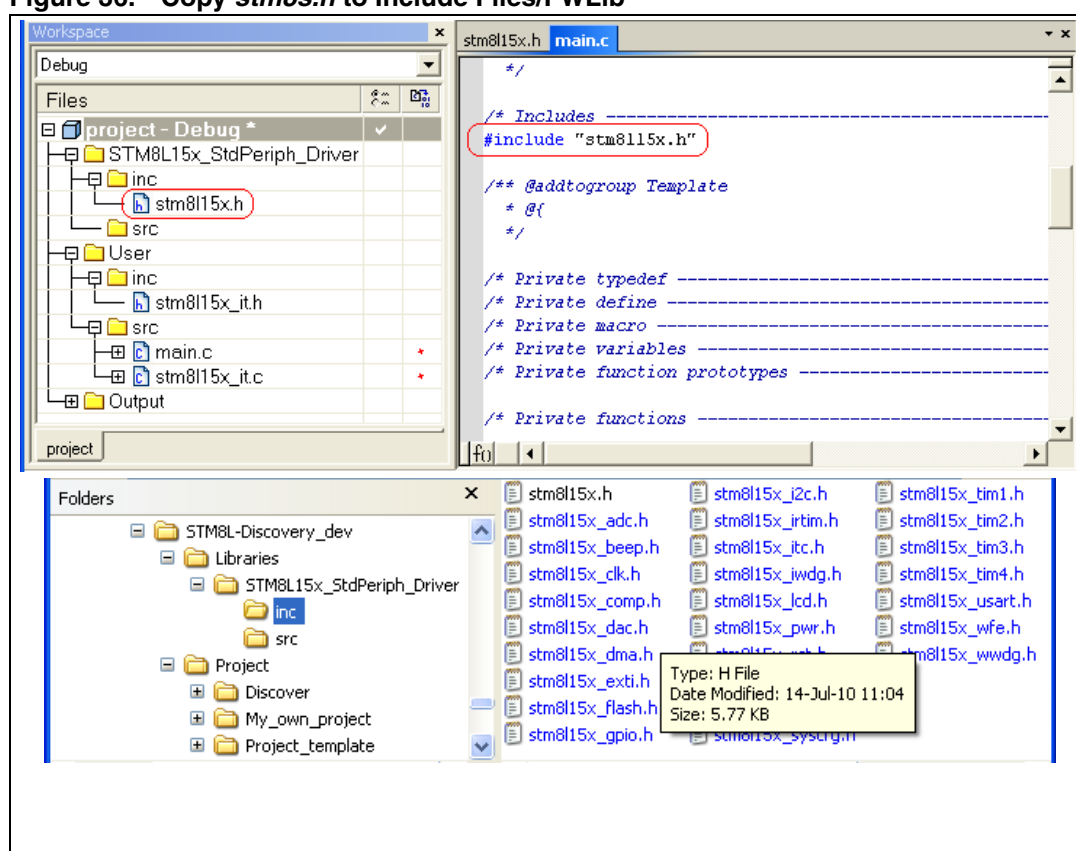 Workspace
Debug
Files
project - Debug *
STM8L15x_StdPeriph_Driver
inc
stm8l15x.h
src
User
inc
stm8l15x_it.h
src
main.c
stm8l15x_it.c
Output
project
stm8l15x.h main.c
*/
/* Includes ------------------------------------
#include "stm8l15x.h"
/** @addtogroup Template
* @{
*/
/* Private typedef -----------------------------
/* Private define ------------------------------
/* Private macro -------------------------------
/* Private variables ---------------------------
/* Private function prototypes -----------------
/* Private functions ---------------------------
Folders
STM8L-Discovery_dev
Libraries
STM8L15x_StdPeriph_Driver
inc
src
Project
Discover
My_own_project
Project_template
stm8l15x.h
stm8l15x_adc.h
stm8l15x_beep.h
stm8l15x_clk.h
stm8l15x_comp.h
stm8l15x_dac.h
stm8l15x_dma.h
stm8l15x_exti.h
stm8l15x_flash.h
stm8l15x_gpio.h
stm8l15x_i2c.h
stm8l15x_irtim.h
stm8l15x_itc.h
stm8l15x_iwdg.h
stm8l15x_lcd.h
stm8l15x_pwr.h
stm8l15x_tim1.h
stm8l15x_tim2.h
stm8l15x_tim3.h
stm8l15x_tim4.h
stm8l15x_usart.h
stm8l15x_wfe.h
stm8l15x_wwdg.h
Type: H File
Date Modified: 14-Jul-10 11:04
Size: 5.77 KB